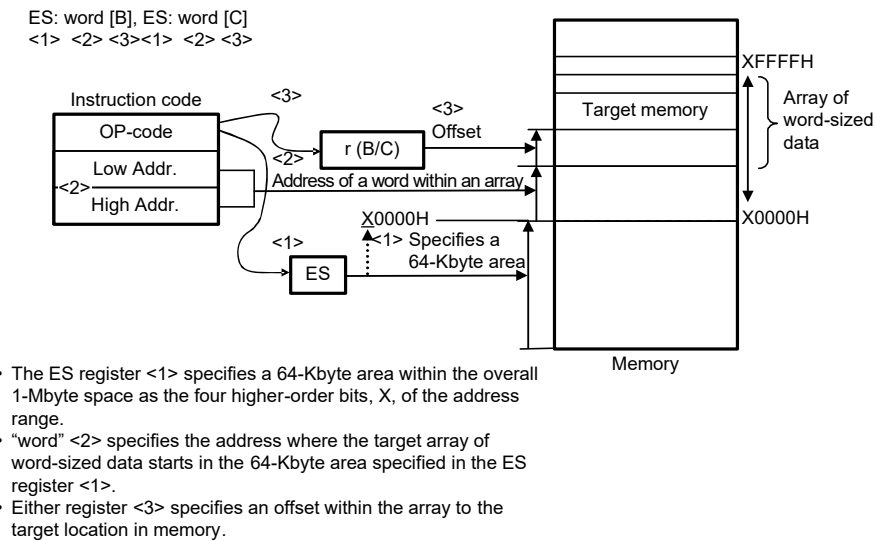 ES: word [B], ES: word [C]
<1> <2> <3><1> <2> <3>
XFFFFH
Instruction code
<3>
<3>
Offset
Target memory
Array of
word-sized
data
OP-code
r (B/C)
<2>
Low Addr.
<2>
Address of a word within an array
High Addr.
X0000H
X0000H
<1>
<1> Specifies a
64-Kbyte area
ES
Memory
• The ES register <1> specifies a 64-Kbyte area within the overall
1-Mbyte space as the four higher-order bits, X, of the address
range.
• “word” <2> specifies the address where the target array of
word-sized data starts in the 64-Kbyte area specified in the ES
register <1>.
• Either register <3> specifies an offset within the array to the
target location in memory.